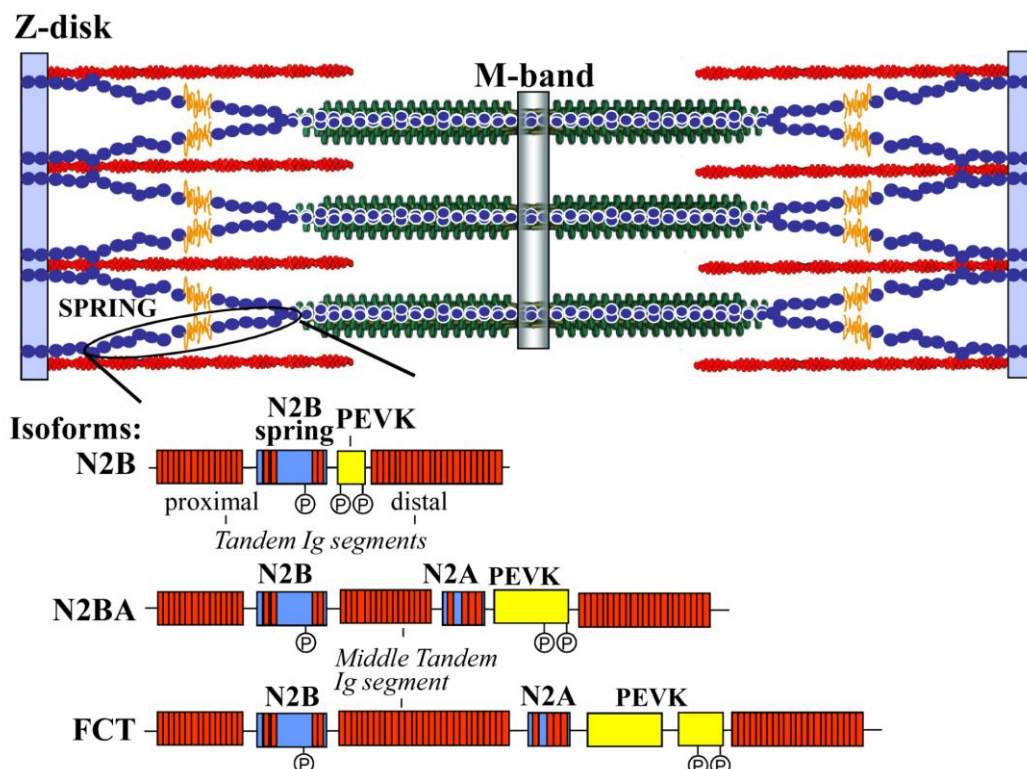 Z-disk
M-band
SPRING
Isoforms:
N2B
spring
PEVK
N2B
P
P P
proximal
distal
Tandem Ig segments
N2B
N2A
PEVK
N2BA
P
P P
Middle Tandem
Ig segment
N2B
N2A
PEVK
FCT
P
P P